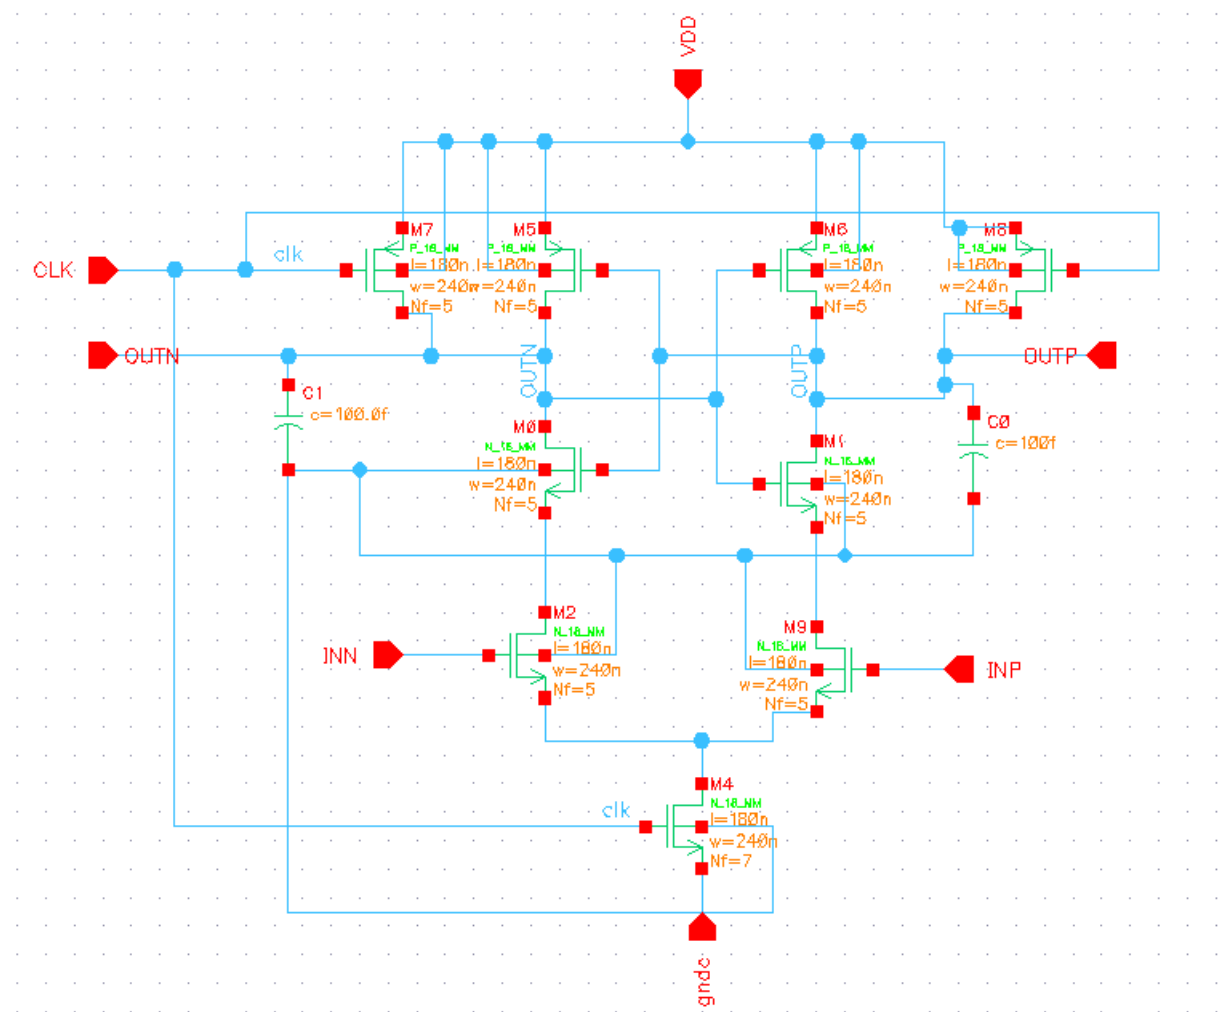 VDD
M7
M5
M6
M8
clk
P_18_MM
P_18_MM
P_18_MM
P_18_MM
CLK
l=180n
l=180n
l=180n
l=180n
w=240n
w=240n
w=240n
w=240n
Nf=5
Nf=5
Nf=5
Nf=5
OUTN
OUTN
OUTP
OUTP
C1
c=100.0f
M0
N_18_MM
l=180n
w=240n
Nf=5
N_18_MM
l=180n
w=240n
Nf=5
C0
c=100f
M2
N_18_MM
l=180n
w=240n
Nf=5
INN
M9
N_18_MM
l=180n
w=240n
Nf=5
INP
M4
clk
N_18_MM
l=180n
w=240n
Nf=7
gndc